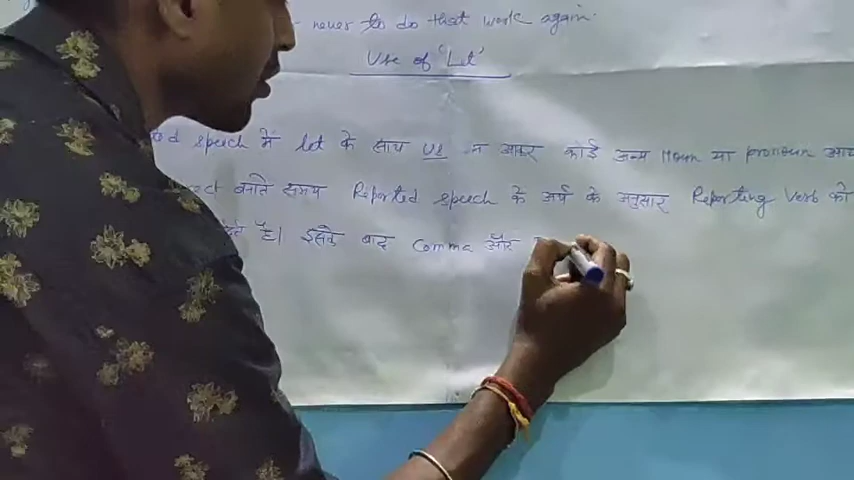 - never to do that work again.
Use of 'Let'
speech में let के साथ us न आकर कोई अन्य Noun या pronoun
बनाते समय Reported speech के अर्थ के अनुसार Reporting Verb को
देते है। इसके बाद comma और